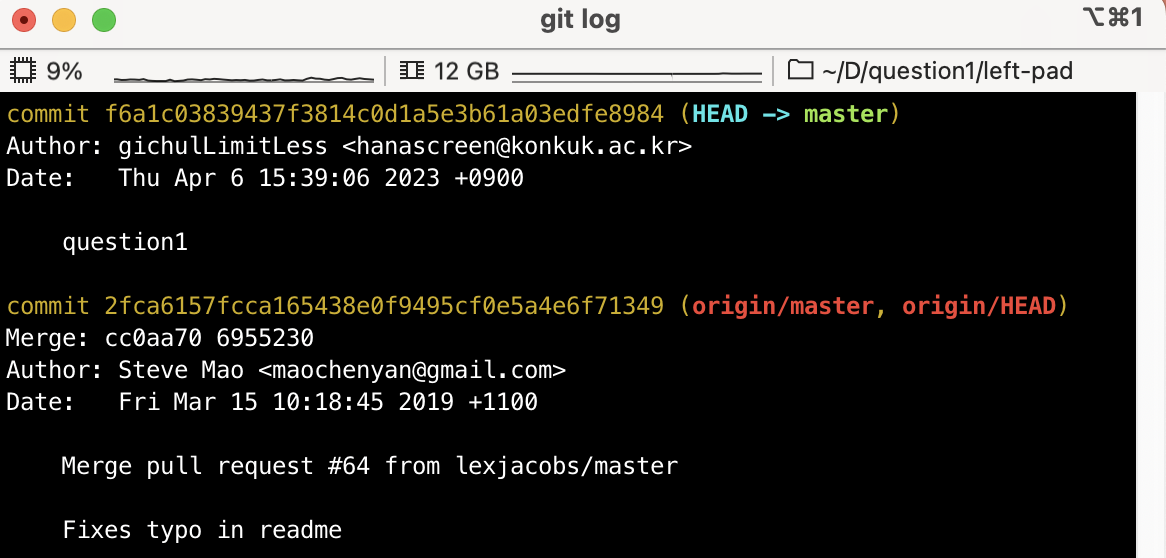 git log
⌥⌘1
9%
12 GB
~/D/question1/left-pad
commit f6a1c03839437f3814c0d1a5e3b61a03edfe8984 (HEAD -> master)
Author: gichulLimitLess <hanascreen@konkuk.ac.kr>
Date:   Thu Apr 6 15:39:06 2023 +0900
question1
commit 2fca6157fcca165438e0f9495cf0e5a4e6f71349 (origin/master, origin/HEAD)
Merge: cc0aa70 6955230
Author: Steve Mao <maochenyan@gmail.com>
Date:   Fri Mar 15 10:18:45 2019 +1100
Merge pull request #64 from lexjacobs/master
Fixes typo in readme